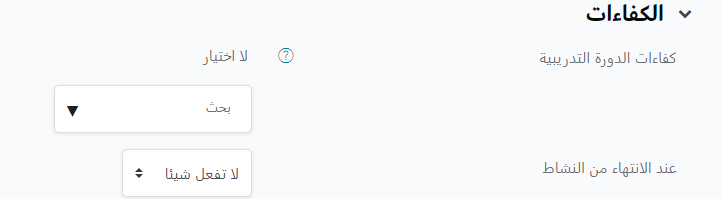 الكفاءات
كفاءات الدورة التدريبية
لا اختيار
بحث
عند الانتهاء من النشاط
لا تفعل شيئا